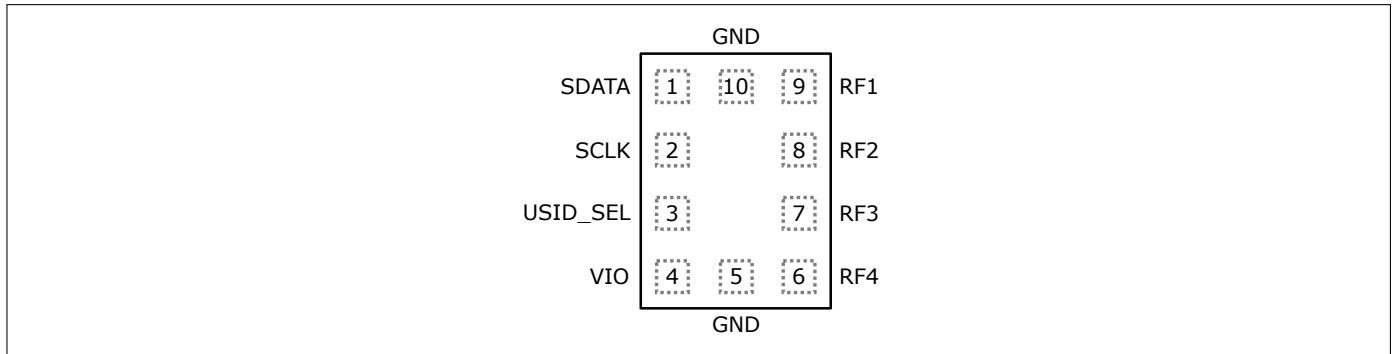 GND
SDATA 1 10 9 RF1
SCLK 2 8 RF2
USID_SEL 3 7 RF3
VIO 4 5 6 RF4
GND